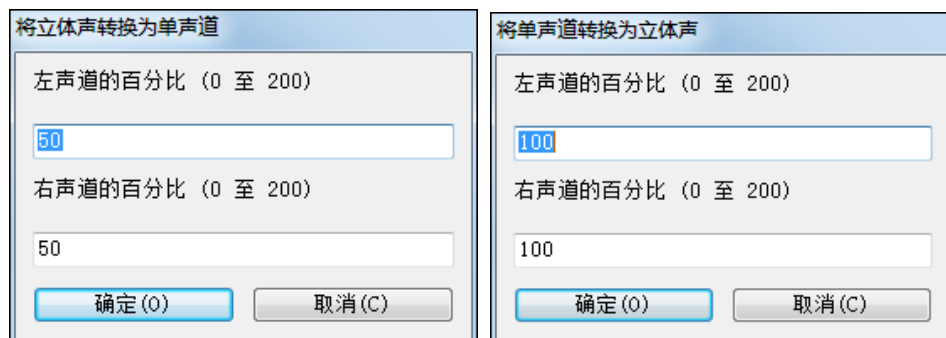 将立体声转换为单声道
左声道的百分比 (0 至 200)
50
右声道的百分比 (0 至 200)
50
确定(O) 取消(C)
将单声道转换为立体声
左声道的百分比 (0 至 200)
100
右声道的百分比 (0 至 200)
100
确定(O) 取消(C)